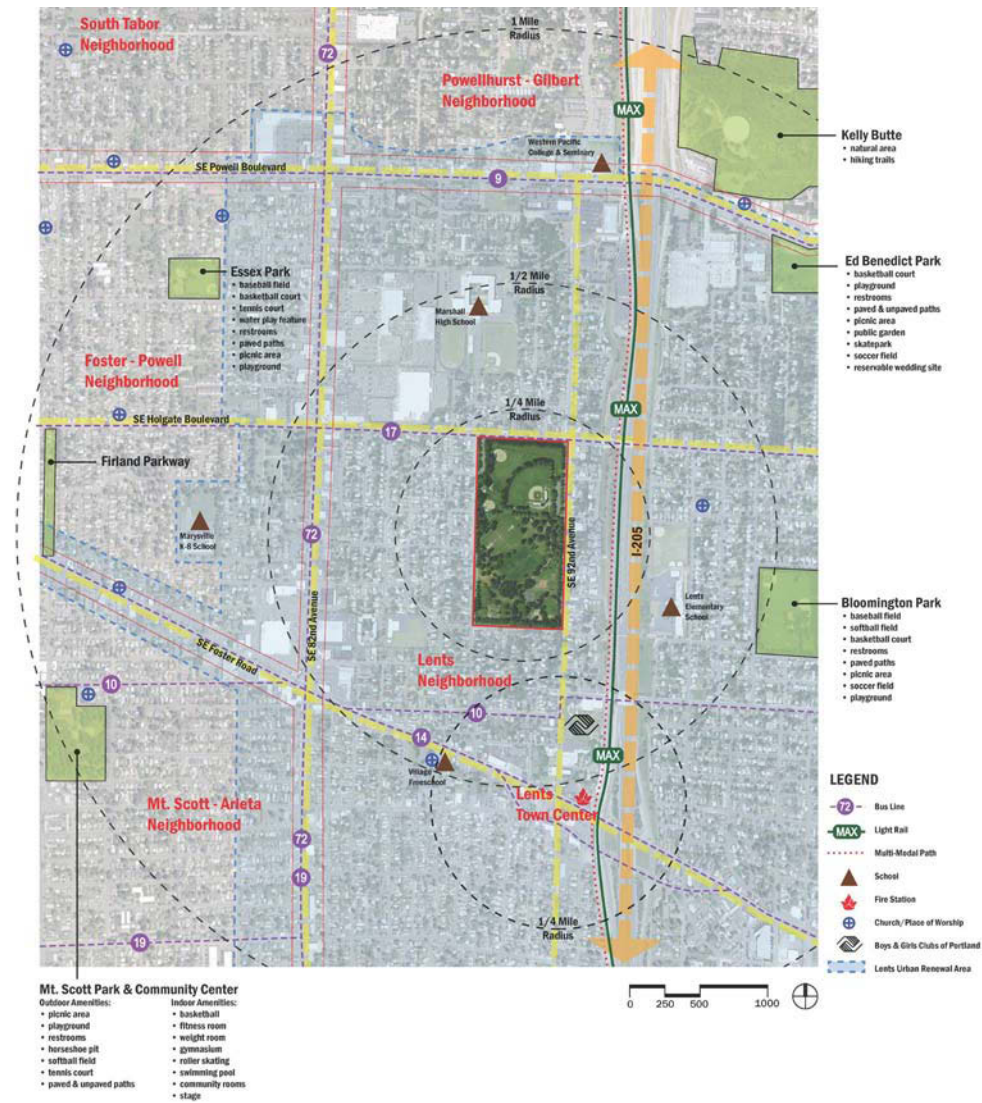 South Tabor
Neighborhood
1 Mile
Radius
72
Powellhurst - Gilbert
Neighborhood
MAX
Kelly Butte
• natural area
• hiking trails
Western Pacific
College & Seminary
SE Powell Boulevard
9
Essex Park
• baseball field
• basketball court
• tennis court
• water play feature
• restrooms
• paved paths
• picnic area
• playground
1/2 Mile
Radius
Marshall
High School
Ed Benedict Park
• basketball court
• playground
• restrooms
• paved & unpaved paths
• picnic area
• public garden
• skatepark
• soccer field
• reservable wedding site
Foster - Powell
Neighborhood
1/4 Mile
Radius
MAX
SE Holgate Boulevard
17
Firland Parkway
Marysville
K-8 School
72
SE 82nd Avenue
SE 92nd Avenue
I-205
Lents
Elementary
School
Bloomington Park
• baseball field
• softball field
• basketball court
• restrooms
• paved paths
• picnic area
• soccer field
• playground
SE Foster Road
Lents
Neighborhood
10
10
14
MAX
Village
Freeschool
Lents
Town Center
Mt. Scott - Arleta
Neighborhood
72
19
19
1/4 Mile
Radius
LEGEND
72 Bus Line
MAX Light Rail
Multi-Modal Path
School
Fire Station
Church/Place of Worship
Boys & Girls Clubs of Portland
Lents Urban Renewal Area
0 250 500 1000
Mt. Scott Park & Community Center
Outdoor Amenities:
• picnic area
• playground
• restrooms
• horseshoe pit
• softball field
• tennis court
• paved & unpaved paths
Indoor Amenities:
• basketball
• fitness room
• weight room
• gymnasium
• roller skating
• swimming pool
• community rooms
• stage